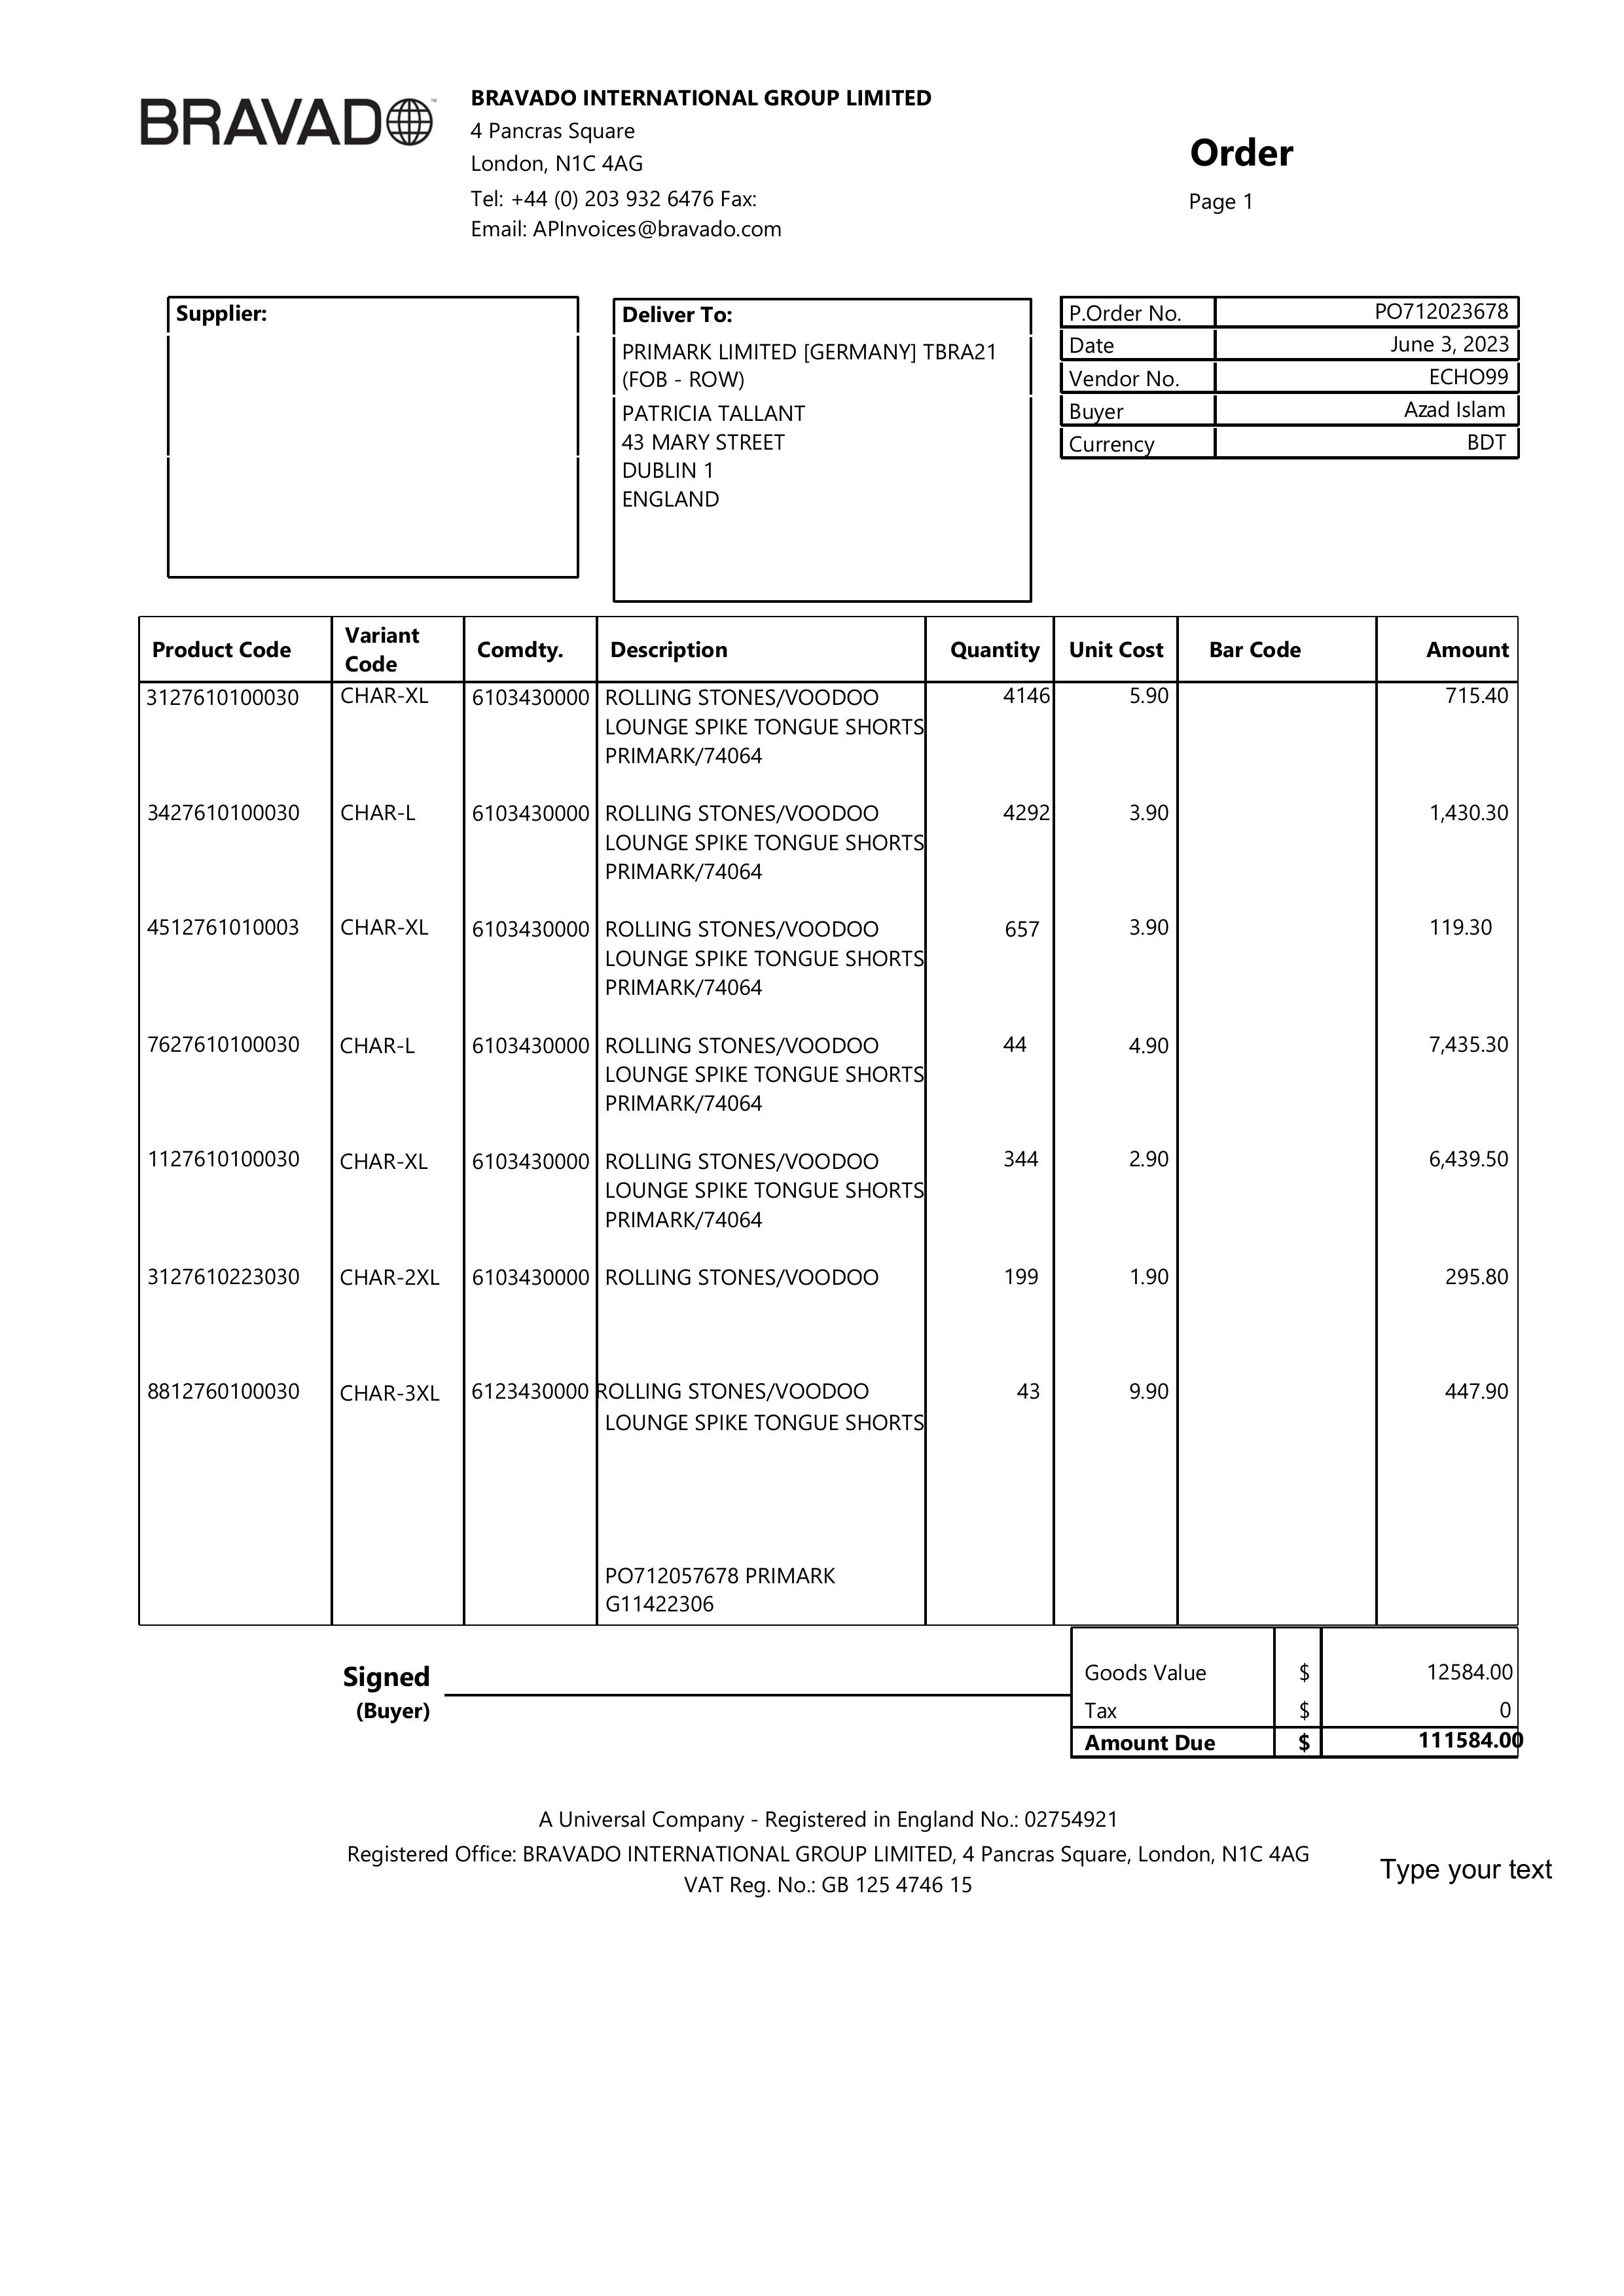 BRAVADO
BRAVADO INTERNATIONAL GROUP LIMITED
4 Pancras Square
London, N1C 4AG
Tel: +44 (0) 203 932 6476 Fax:
Email: APInvoices@bravado.com
Order
Page 1
Supplier:
Deliver To:
PRIMARK LIMITED [GERMANY] TBRA21
(FOB - ROW)
PATRICIA TALLANT
43 MARY STREET
DUBLIN 1
ENGLAND
P.Order No. PO712023678
Date June 3, 2023
Vendor No. ECHO99
Buyer Azad Islam
Currency BDT
Product Code Variant Code Comdty. Description Quantity Unit Cost Bar Code Amount
3127610100030 CHAR-XL 6103430000 ROLLING STONES/VOODOO 4146 5.90 715.40
LOUNGE SPIKE TONGUE SHORTS
PRIMARK/74064
3427610100030 CHAR-L 6103430000 ROLLING STONES/VOODOO 4292 3.90 1,430.30
LOUNGE SPIKE TONGUE SHORTS
PRIMARK/74064
4512761010003 CHAR-XL 6103430000 ROLLING STONES/VOODOO 657 3.90 119.30
LOUNGE SPIKE TONGUE SHORTS
PRIMARK/74064
7627610100030 CHAR-L 6103430000 ROLLING STONES/VOODOO 44 4.90 7,435.30
LOUNGE SPIKE TONGUE SHORTS
PRIMARK/74064
1127610100030 CHAR-XL 6103430000 ROLLING STONES/VOODOO 344 2.90 6,439.50
LOUNGE SPIKE TONGUE SHORTS
PRIMARK/74064
3127610223030 CHAR-2XL 6103430000 ROLLING STONES/VOODOO 199 1.90 295.80
8812760100030 CHAR-3XL 6123430000 ROLLING STONES/VOODOO 43 9.90 447.90
LOUNGE SPIKE TONGUE SHORTS
PO712057678 PRIMARK
G11422306
Signed
(Buyer)
Goods Value $ 12584.00
Tax $ 0
Amount Due $ 111584.00
A Universal Company - Registered in England No.: 02754921
Registered Office: BRAVADO INTERNATIONAL GROUP LIMITED, 4 Pancras Square, London, N1C 4AG
VAT Reg. No.: GB 125 4746 15
Type your text